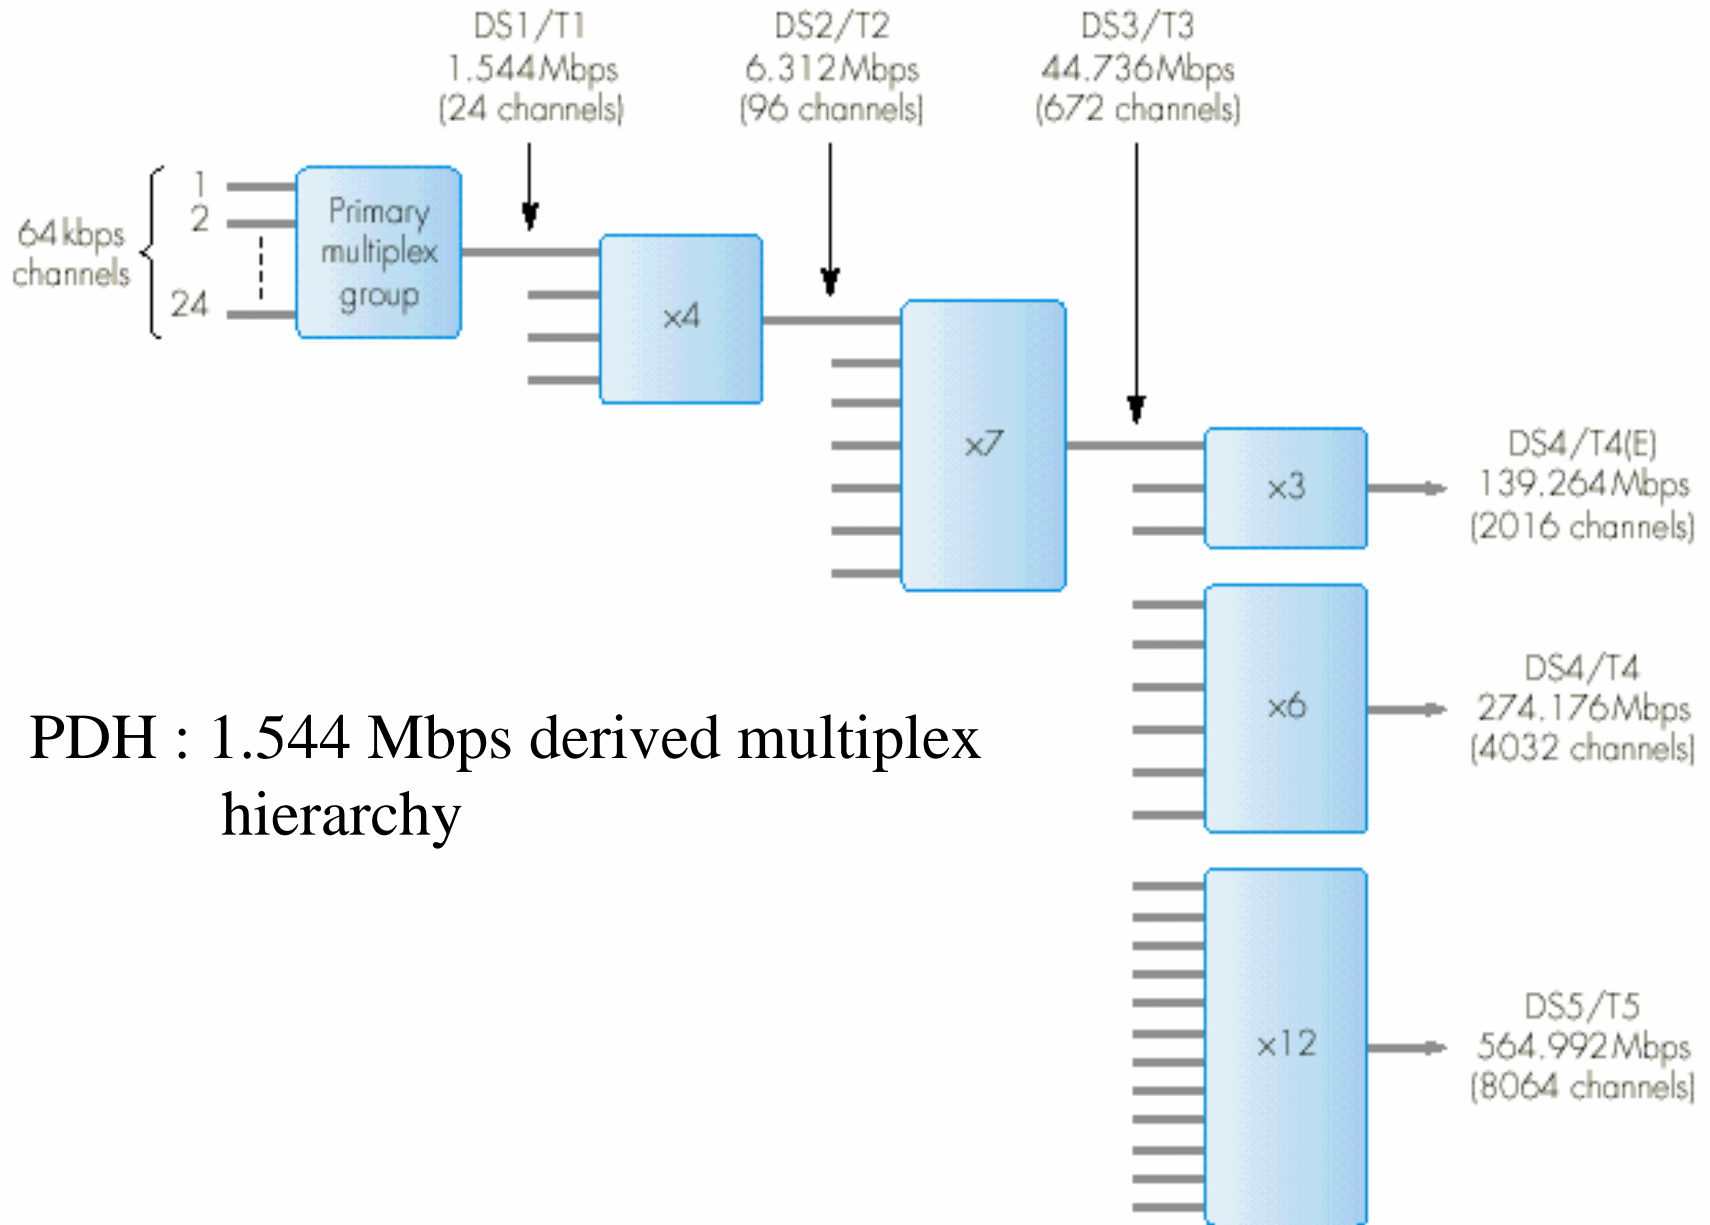 DS1/T1
1.544Mbps
(24 channels)
DS2/T2
6.312Mbps
(96 channels)
DS3/T3
44.736Mbps
(672 channels)
64kbps
channels
1
2
24
Primary
multiplex
group
x4
x7
x3
DS4/T4(E)
139.264Mbps
(2016 channels)
x6
DS4/T4
274.176Mbps
(4032 channels)
PDH : 1.544 Mbps derived multiplex
hierarchy
x12
DS5/T5
564.992Mbps
(8064 channels)